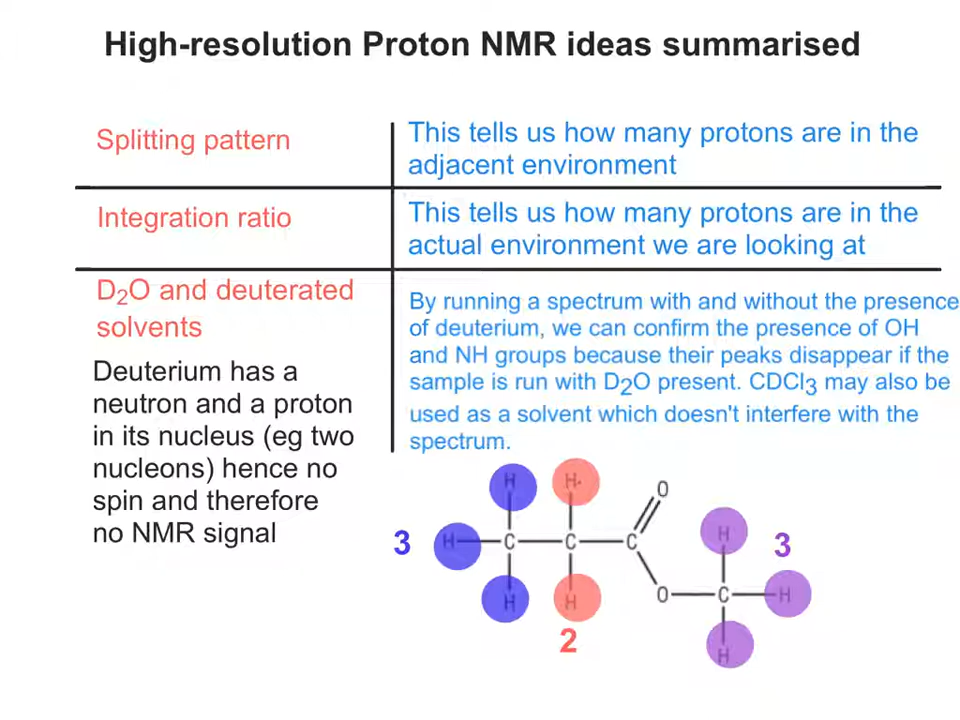 High-resolution Proton NMR ideas summarised
Splitting pattern
This tells us how many protons are in the
adjacent environment
Integration ratio
This tells us how many protons are in the
actual environment we are looking at
D2O and deuterated
solvents
Deuterium has a
neutron and a proton
in its nucleus (eg two
nucleons) hence no
spin and therefore
no NMR signal
By running a spectrum with and without the presence
of deuterium, we can confirm the presence of OH
and NH groups because their peaks disappear if the
sample is run with D2O present. CDCl3 may also be
used as a solvent which doesn't interfere with the
spectrum.
H H O
3 H C C C H 3
H H O C H
2 H